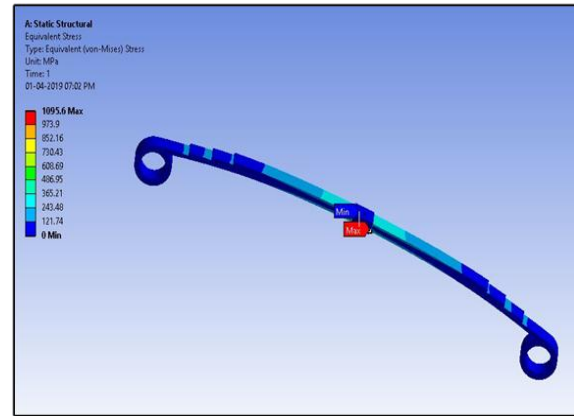 A: Static Structural
Equivalent Stress
Type: Equivalent (von-Mises) Stress
Unit: MPa
Time: 1
01-04-2019 07:02 PM
1095.6 Max
973.9
852.16
730.43
608.69
486.95
365.21
243.48
121.74
0 Min
Min
Max